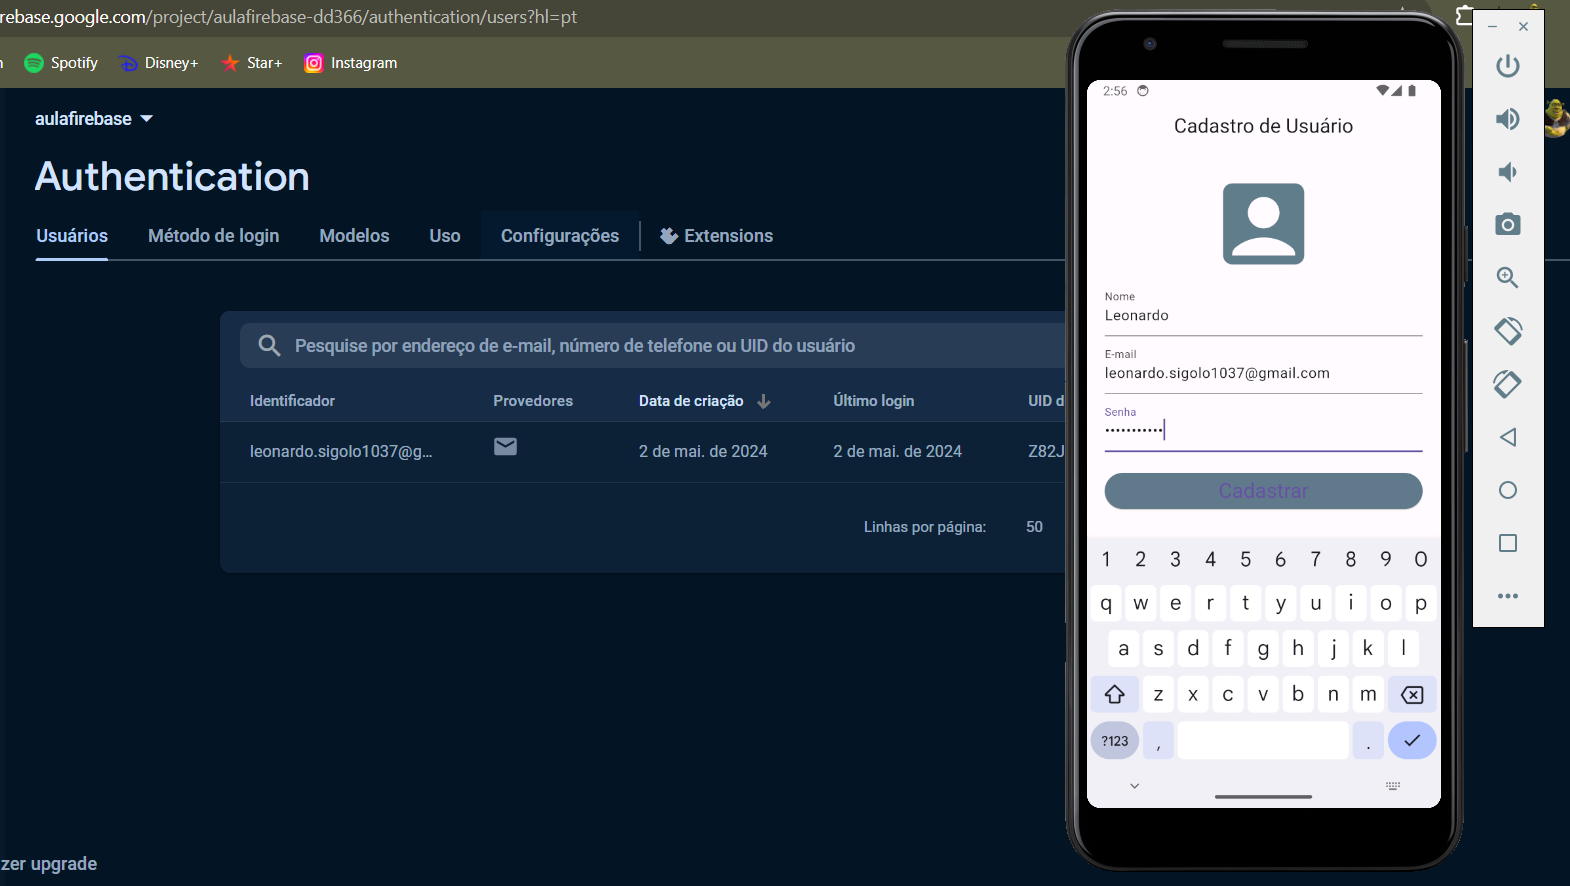 rebase.google.com/project/aulafirebase-dd366/authentication/users?hl=pt
Spotify Disney+ Star+ Instagram
aulafirebase
Authentication
Usuários Método de login Modelos Uso Configurações Extensions
Pesquise por endereço de e-mail, número de telefone ou UID do usuário
Identificador Provedores Data de criação Último login UID d
leonardo.sigolo1037@g... 2 de mai. de 2024 2 de mai. de 2024 Z82J
Linhas por página: 50
zer upgrade
2:56
Cadastro de Usuário
Nome
Leonardo
E-mail
leonardo.sigolo1037@gmail.com
Senha
•••••••••••
Cadastrar
1 2 3 4 5 6 7 8 9 0
q w e r t y u i o p
a s d f g h j k l
z x c v b n m
?123 , .